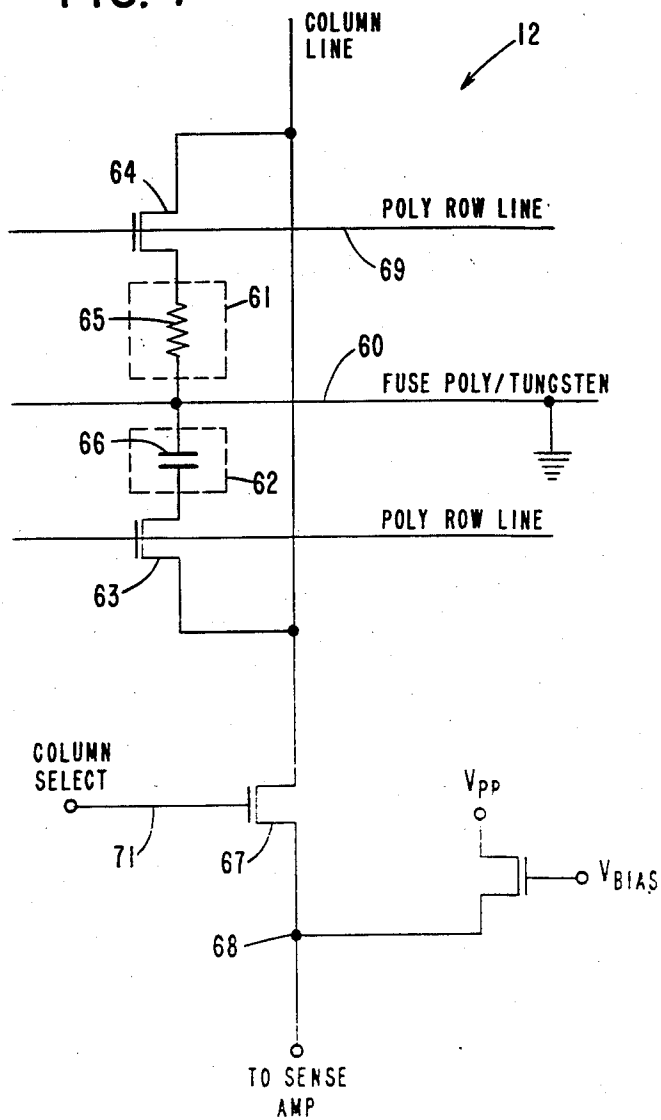 COLUMN
LINE
12
64
POLY ROW LINE
69
61
65
60
FUSE POLY/TUNGSTEN
66
62
POLY ROW LINE
63
COLUMN
SELECT
VPP
71
67
VBIAS
68
TO SENSE
AMP